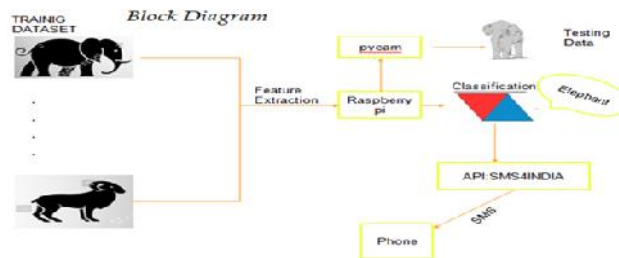 Block Diagram
TRAINIG
DATASET
pycam
Testing
Data
Feature
Extraction
Raspberry
pi
Classification
Elephant
API:SMS4INDIA
SMS
Phone